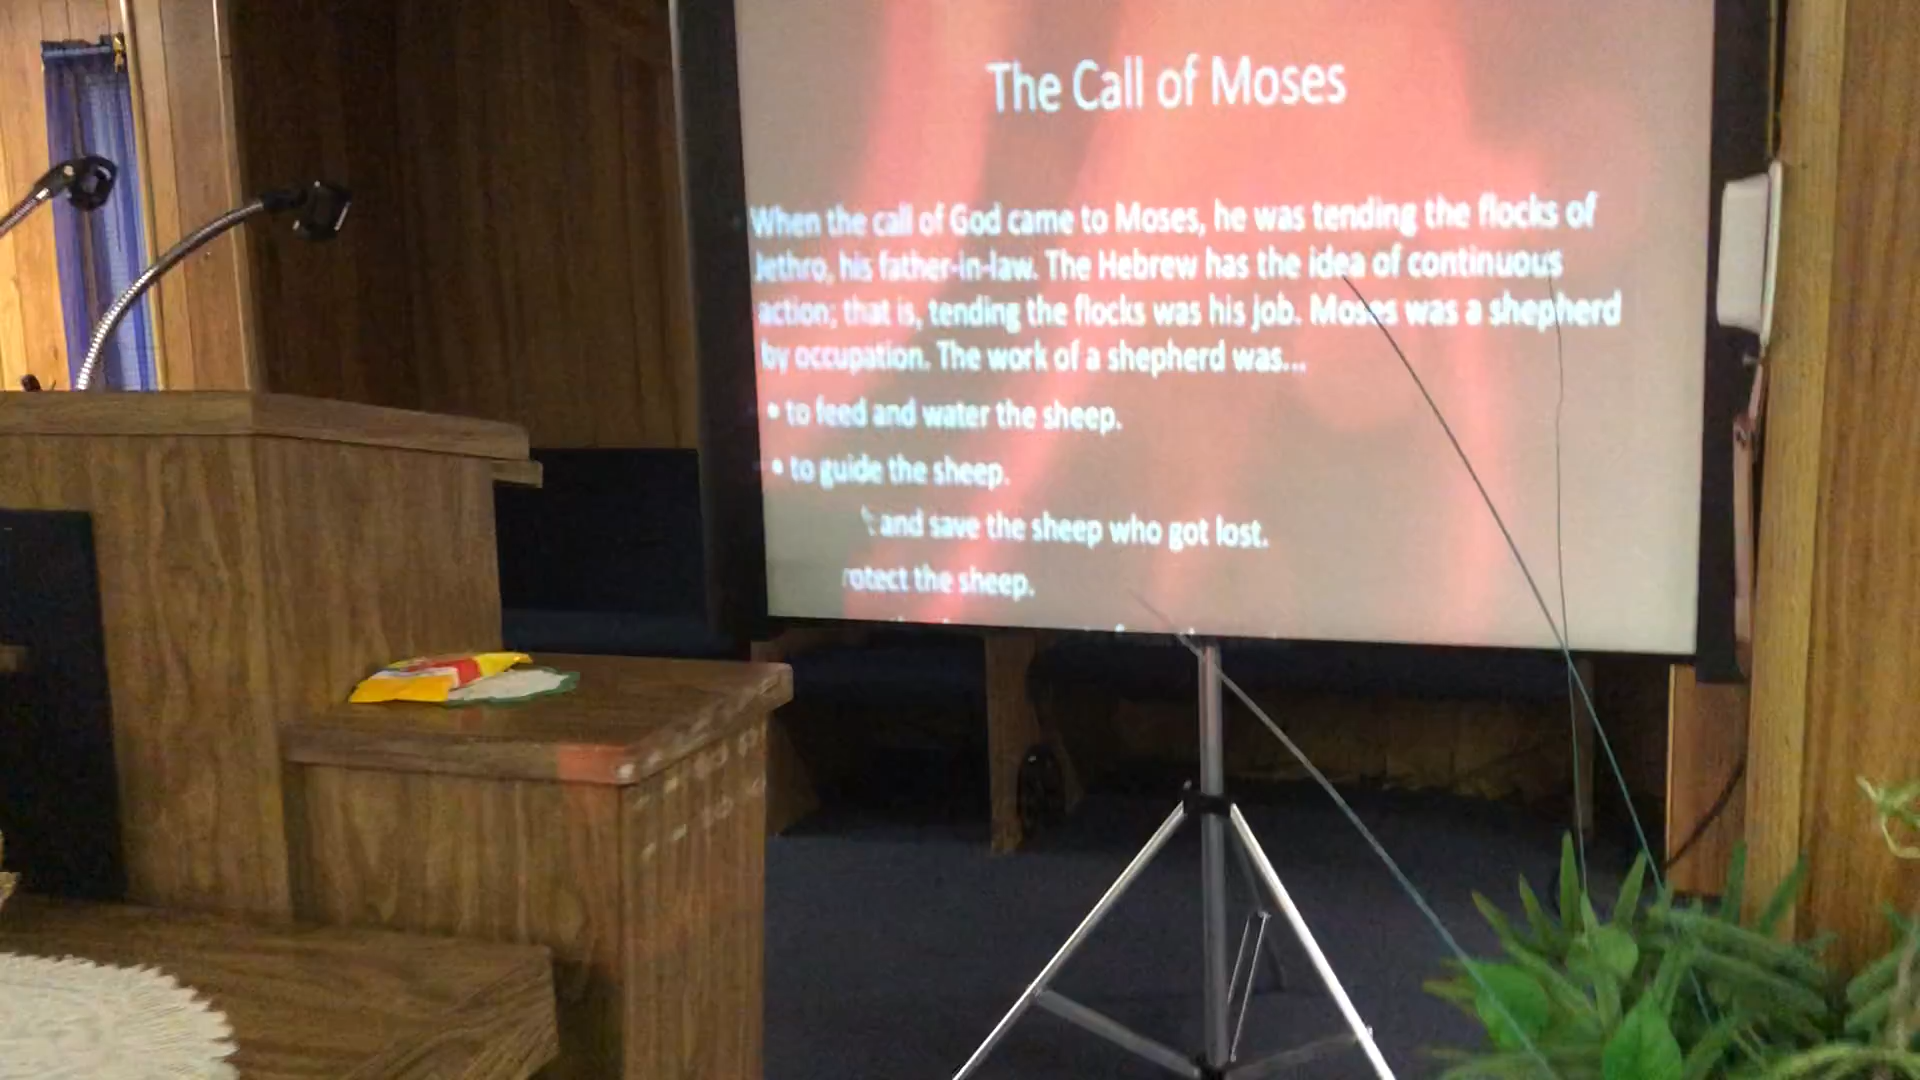 The Call of Moses
When the call of God came to Moses, he was tending the flocks of
Jethro, his father-in-law. The Hebrew has the idea of continuous
action; that is, tending the flocks was his job. Moses was a shepherd
by occupation. The work of a shepherd was...
• to feed and water the sheep.
• to guide the sheep.
t and save the sheep who got lost.
rotect the sheep.